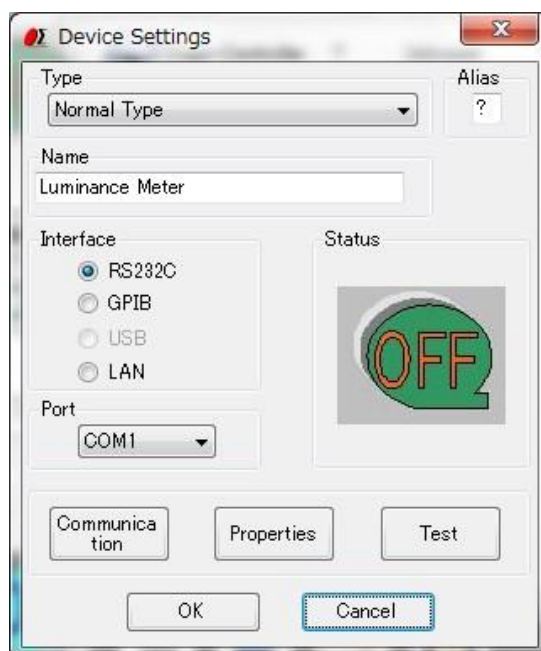 Device Settings
Type
Alias
Normal Type
?
Name
Luminance Meter
Interface
Status
RS232C
GPIB
USB
LAN
OFF
Port
COM1
Communica
tion
Properties
Test
OK
Cancel